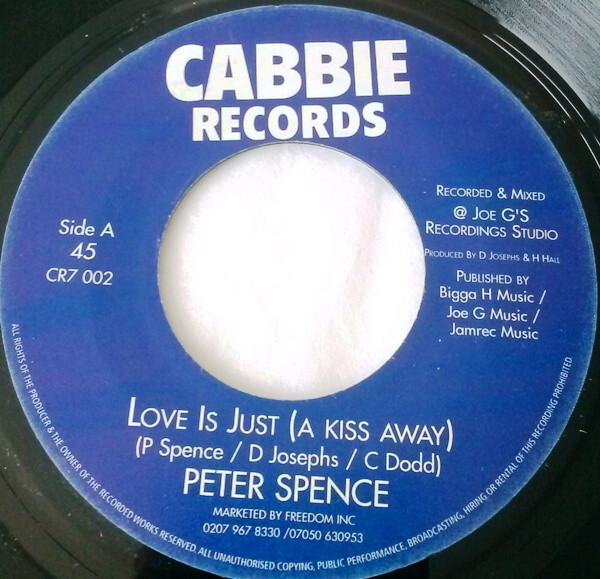 CABBIE
RECORDS
Side A
45
CR7 002
RECORDED & MIXED
@ JOE G'S
RECORDINGS STUDIO
PRODUCED BY D JOSEPHS & H HALL
PUBLISHED BY
Bigga H Music /
Joe G Music /
Jamrec Music
LOVE IS JUST (A KISS AWAY)
(P Spence / D Josephs / C Dodd)
PETER SPENCE
MARKETED BY FREEDOM INC
0207 967 8330 /07050 630953
ALL RIGHTS OF THE PRODUCER & THE OWNER OF THE RECORDED WORKS RESERVED. ALL UNAUTHORISED COPYING, PUBLIC PERFORMANCE, BROADCASTING, HIRING OR RENTAL OF THIS RECORDING PROHIBITED